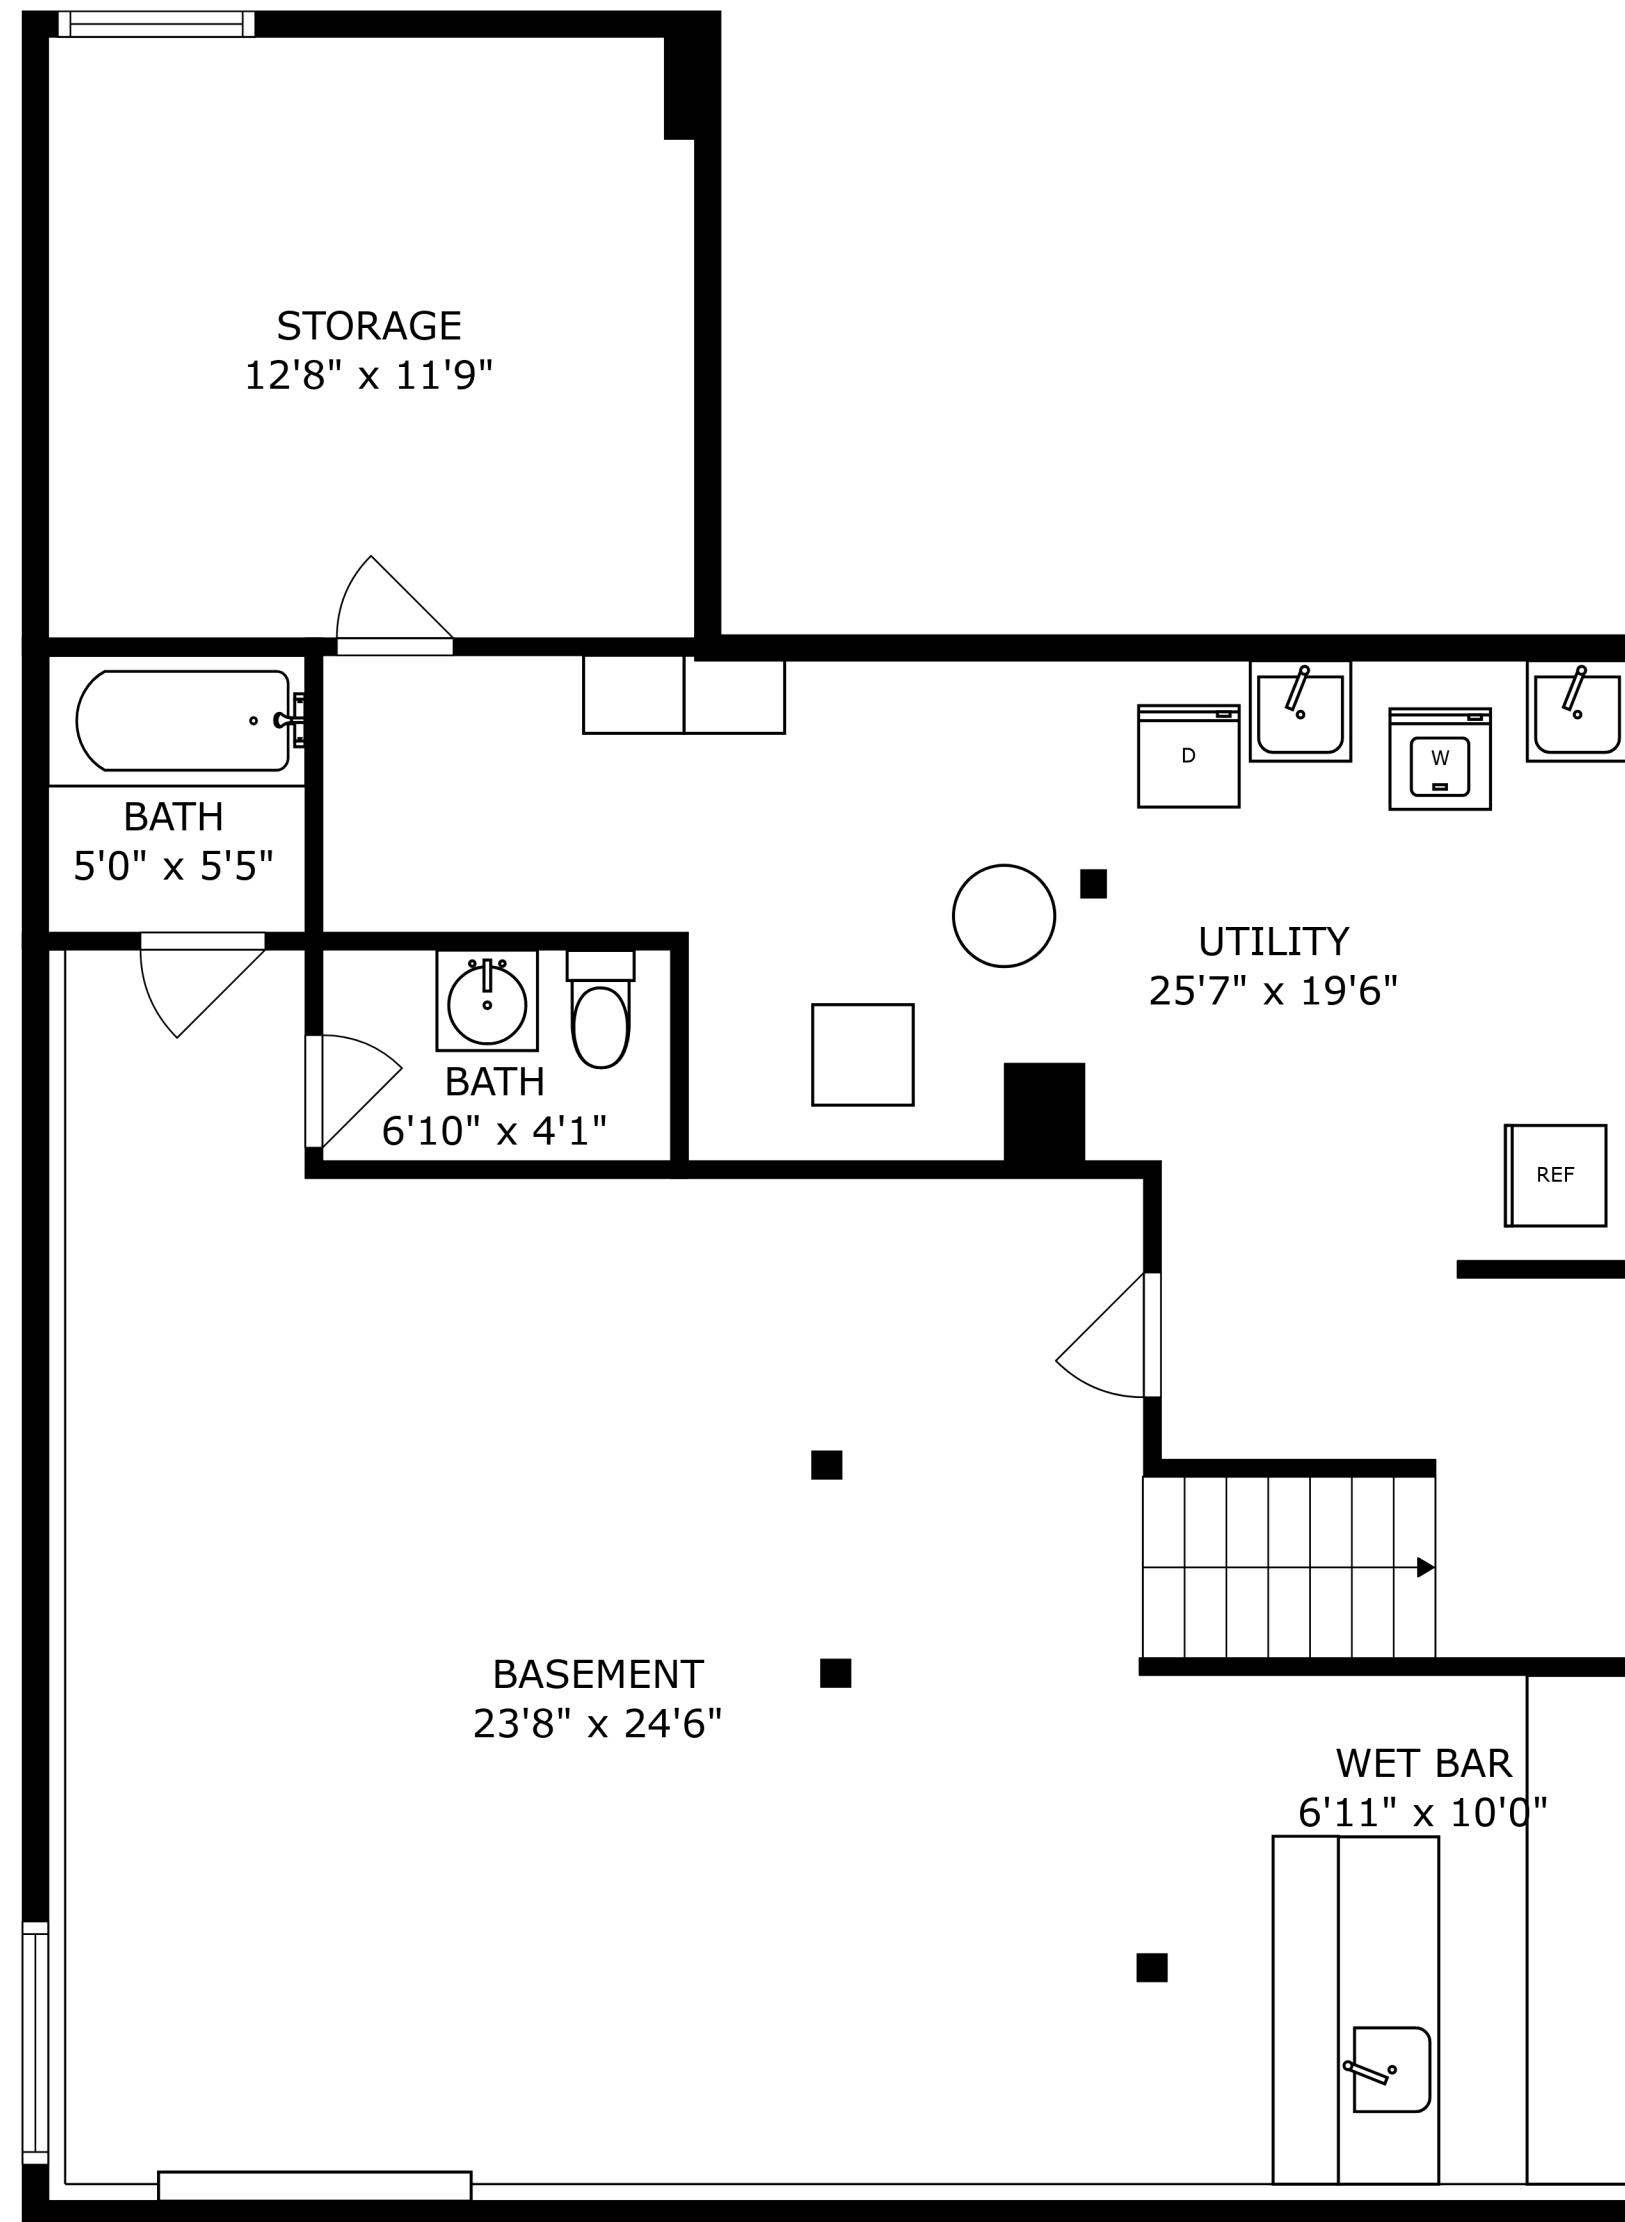 STORAGE
12'8" x 11'9"
BATH
5'0" x 5'5"
D
W
UTILITY
25'7" x 19'6"
BATH
6'10" x 4'1"
REF
BASEMENT
23'8" x 24'6"
WET BAR
6'11" x 10'0"